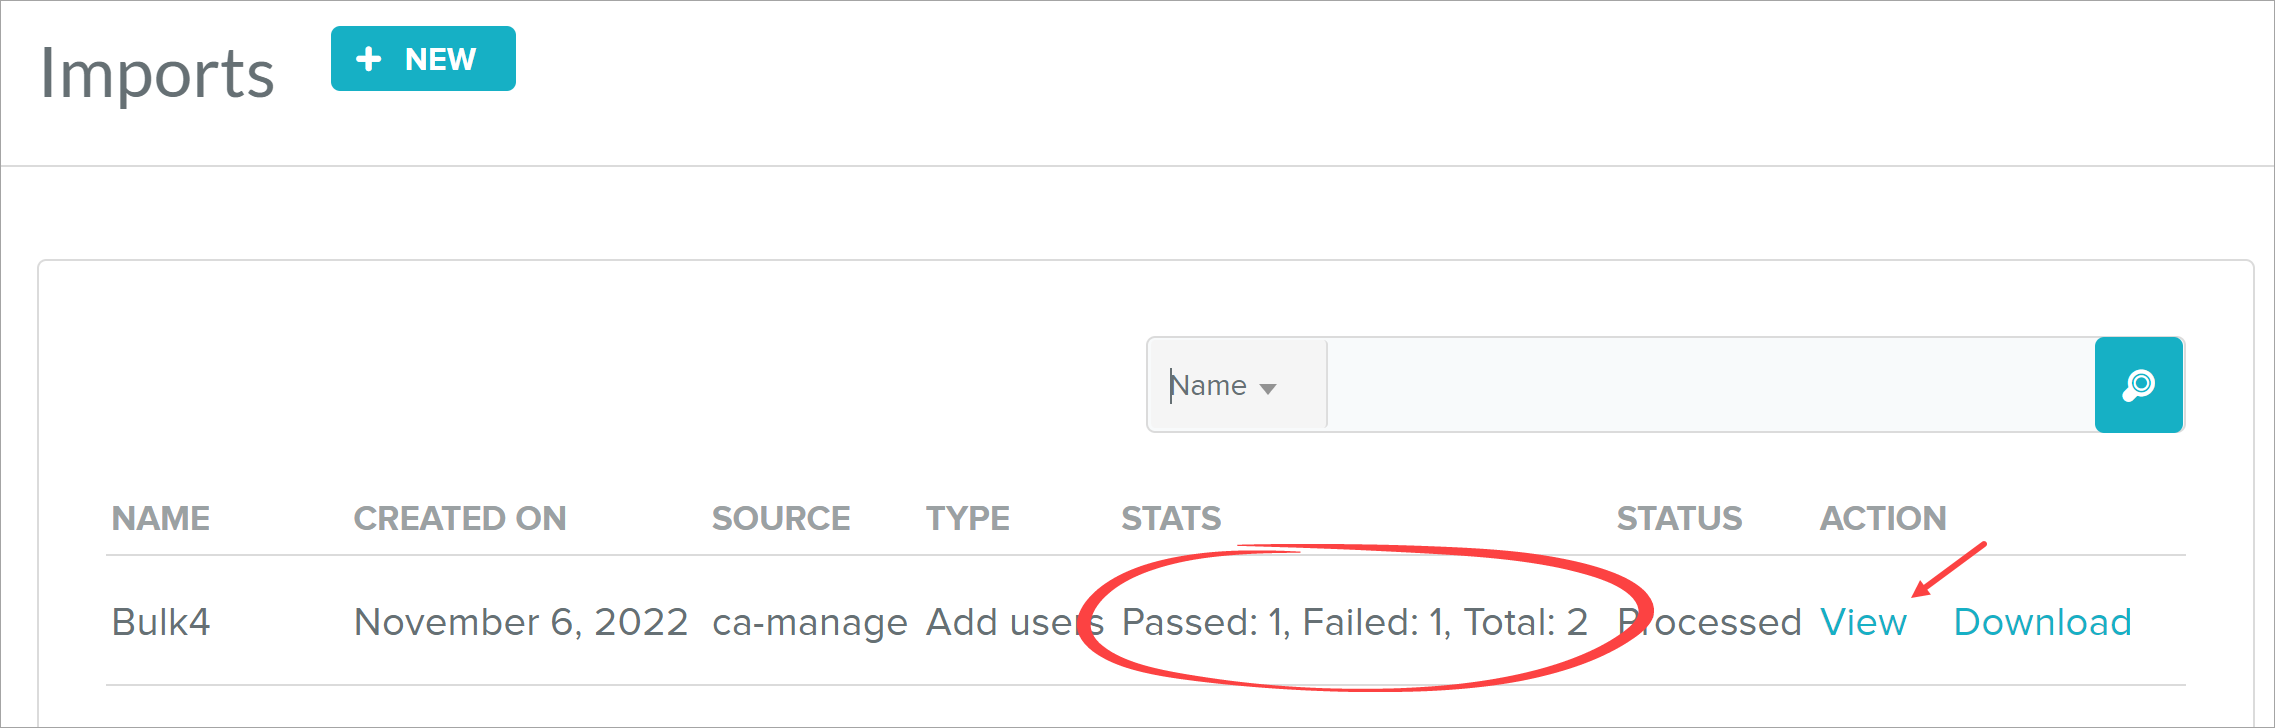 Imports
+ NEW
Name
NAME CREATED ON SOURCE TYPE STATS STATUS ACTION
Bulk4 November 6, 2022 ca-manage Add users Passed: 1, Failed: 1, Total: 2 Processed View Download